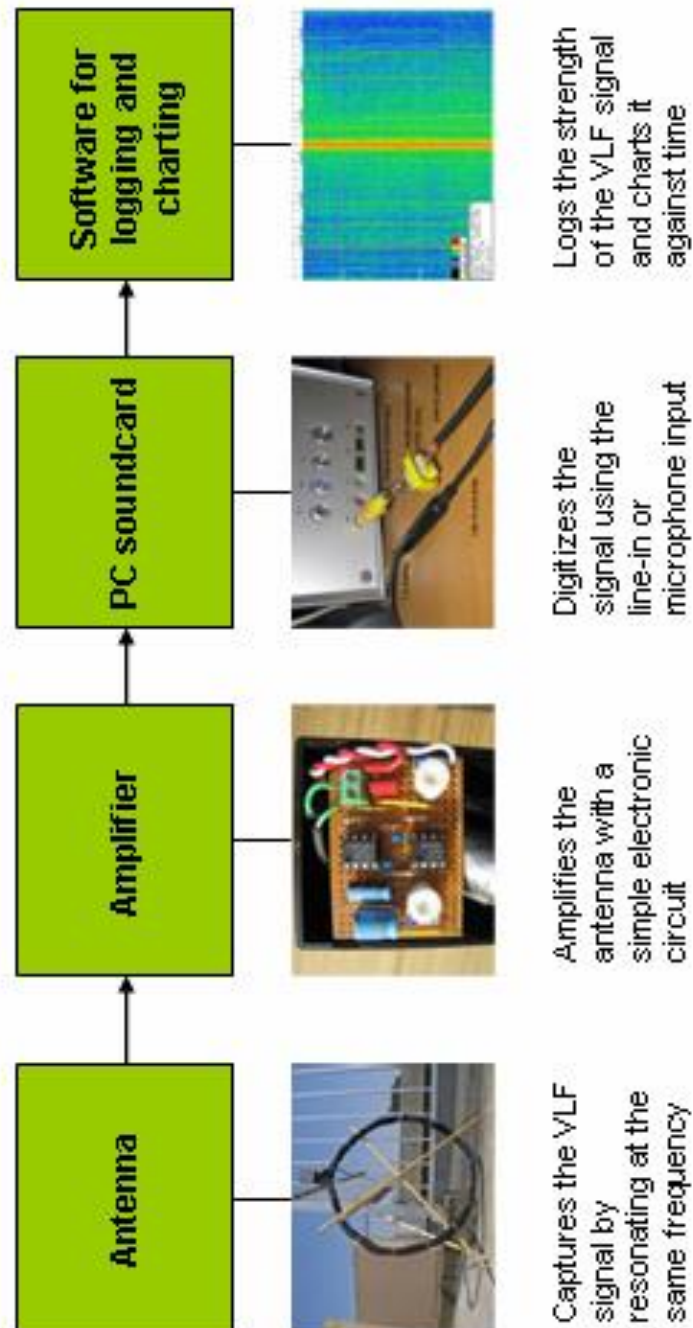 Antenna
Amplifier
PC soundcard
Software for
logging and
charting
Captures the VLF
signal by
resonating at the
same frequency
Amplifies the
antenna with a
simple electronic
circuit
Digitizes the
signal using the
line-in or
microphone input
Logs the strength
of the VLF signal
and charts it
against time